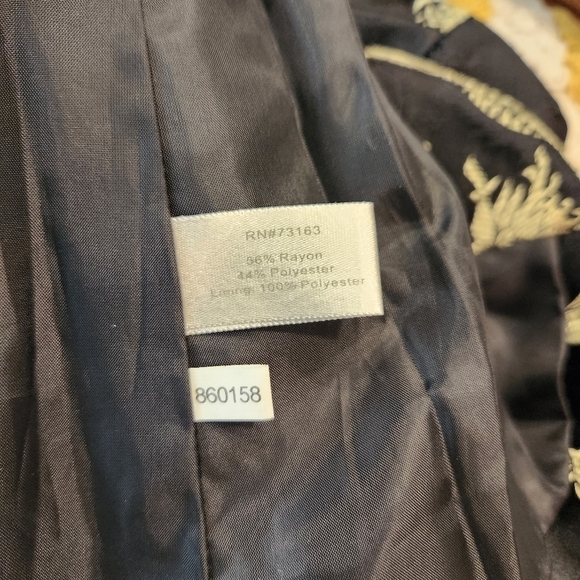 RN#73163
56% Rayon
44% Polyester
Lining: 100% Polyester
860158